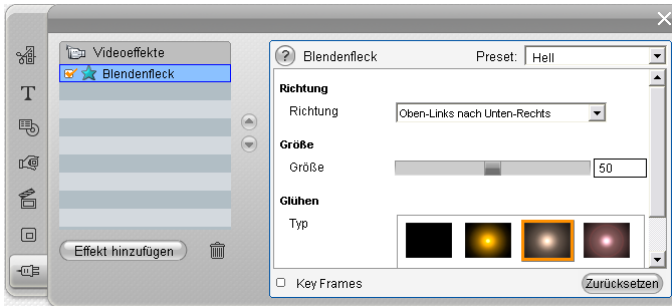 Videoeffekte
Blendenfleck
Effekt hinzufügen
? Blendenfleck Preset: Hell
Richtung
Richtung Oben-Links nach Unten-Rechts
Größe
Größe 50
Glühen
Typ
Key Frames Zurücksetzen
T